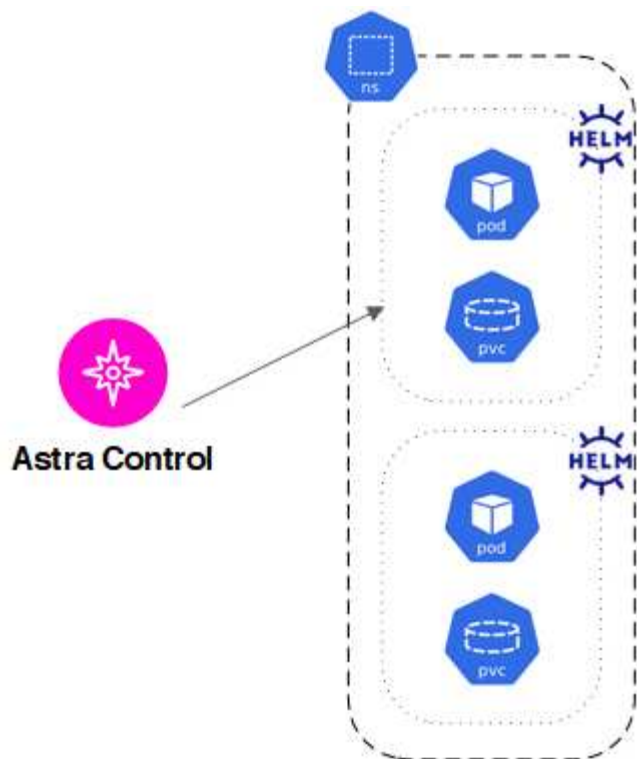 ns
HELM
pod
pvc
Astra Control
HELM
pod
pvc